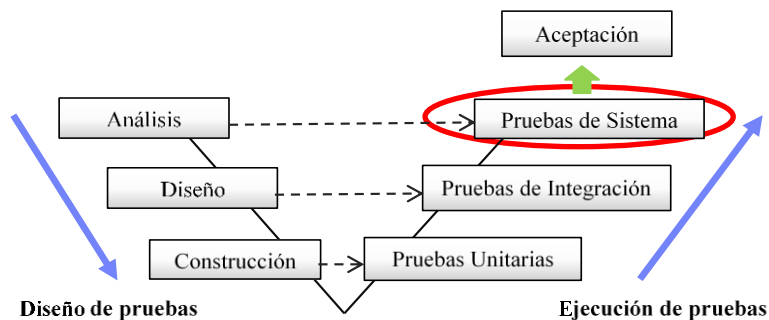 Aceptación
Análisis
Pruebas de Sistema
Diseño
Pruebas de Integración
Construcción
Pruebas Unitarias
Diseño de pruebas
Ejecución de pruebas